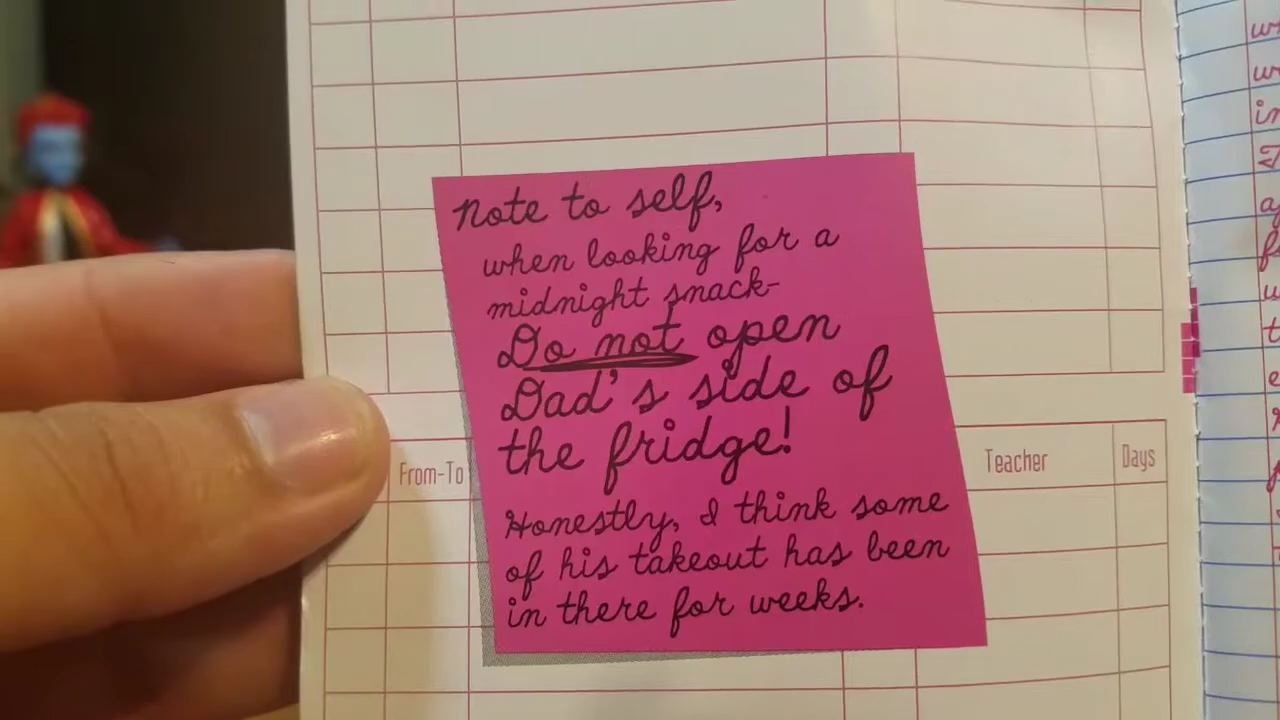 Note to self,
when looking for a
midnight snack-
Do not open
Dad's side of
the fridge!
Honestly, I think some
of his takeout has been
in there for weeks.
From-To
Teacher
Days